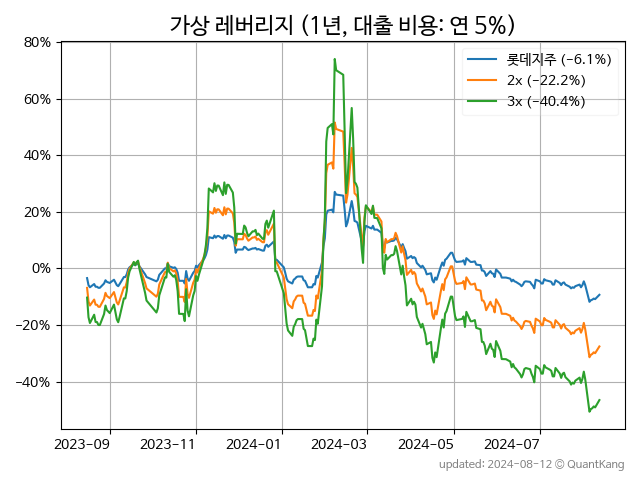 가상 레버리지 (1년, 대출 비용: 연 5%)
80%
60%
40%
20%
0%
−20%
−40%
롯데지주 (−6.1%)
2x (−22.2%)
3x (−40.4%)
2023-09
2023-11
2024-01
2024-03
2024-05
2024-07
updated: 2024-08-12 © QuantKang